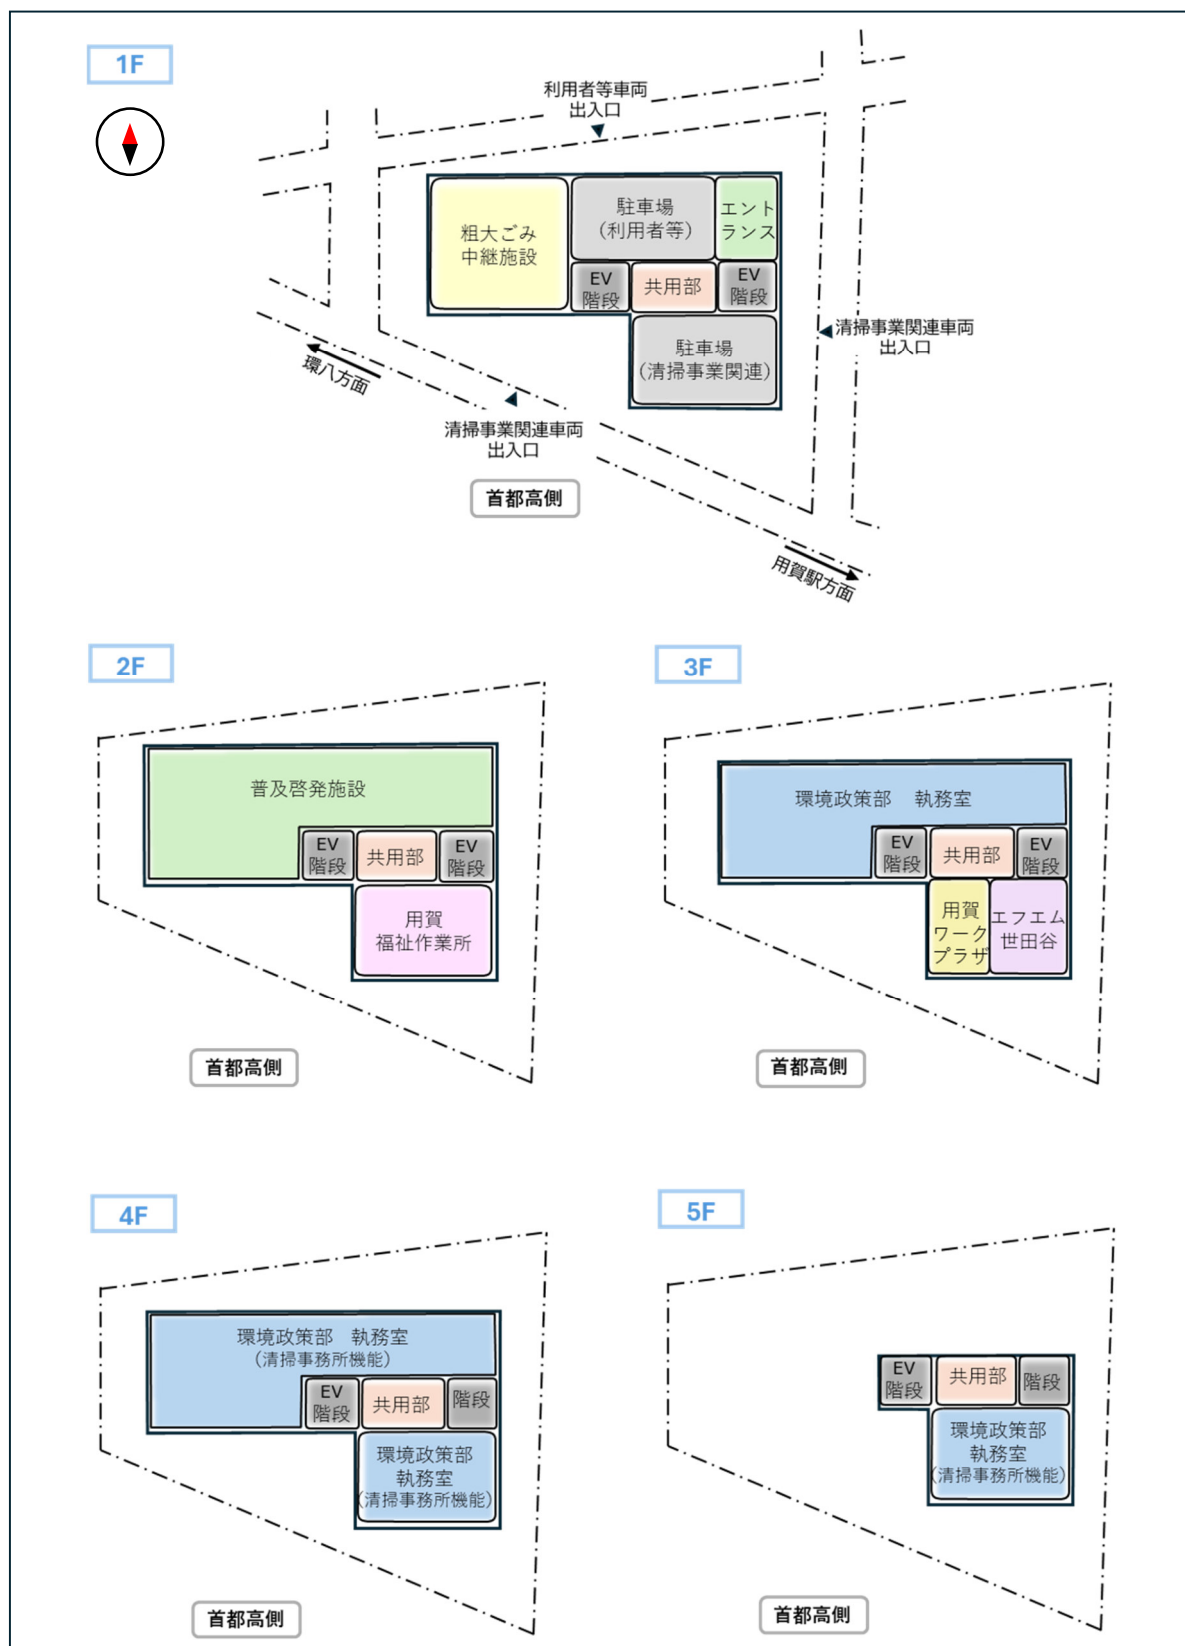 1F
利用者等車両
出入口
粗大ごみ
中継施設
駐車場
(利用者等)
エント
ランス
EV
階段
共用部
EV
階段
駐車場
(清掃事業関連)
清掃事業関連車両
出入口
環八方面
清掃事業関連車両
出入口
首都高側
用賀駅方面
2F
普及啓発施設
EV
階段
共用部
EV
階段
用賀
福祉作業所
首都高側
3F
環境政策部　執務室
EV
階段
共用部
EV
階段
用賀
ワーク
プラザ
エフエム
世田谷
首都高側
4F
環境政策部　執務室
(清掃事務所機能)
EV
階段
共用部
階段
環境政策部
執務室
(清掃事務所機能)
首都高側
5F
EV
階段
共用部
階段
環境政策部
執務室
(清掃事務所機能)
首都高側